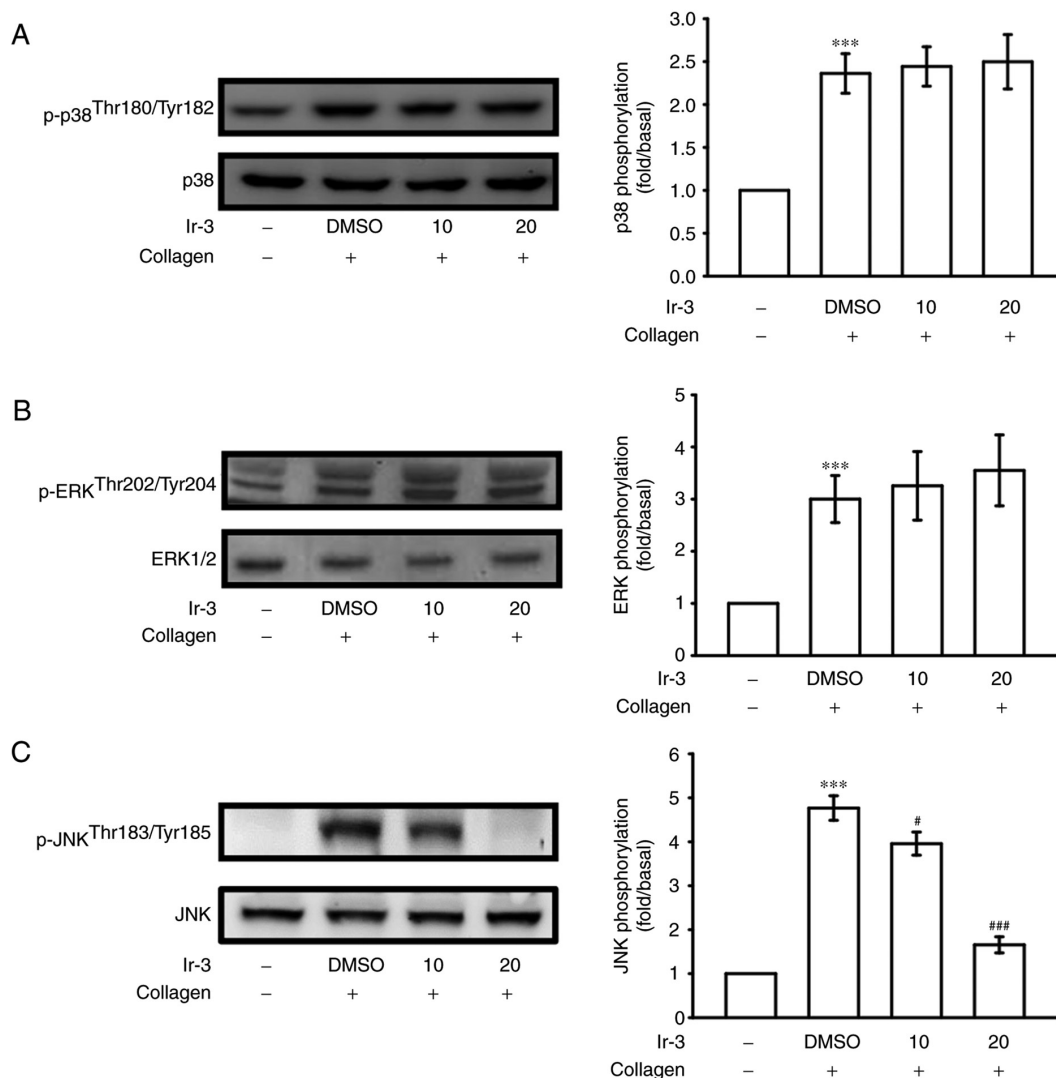 A
p-p38Thr180/Tyr182
p38
Ir-3 – DMSO 10 20
Collagen – + + +
p38 phosphorylation
(fold/basal)
3.0
2.5
2.0
1.5
1.0
0.5
0.0
***
Ir-3 – DMSO 10 20
Collagen – + + +
B
p-ERKThr202/Tyr204
ERK1/2
Ir-3 – DMSO 10 20
Collagen – + + +
ERK phosphorylation
(fold/basal)
5
4
3
2
1
0
***
Ir-3 – DMSO 10 20
Collagen – + + +
C
p-JNKThr183/Tyr185
JNK
Ir-3 – DMSO 10 20
Collagen – + + +
JNK phosphorylation
(fold/basal)
6
5
4
3
2
1
0
***
#
###
Ir-3 – DMSO 10 20
Collagen – + + +